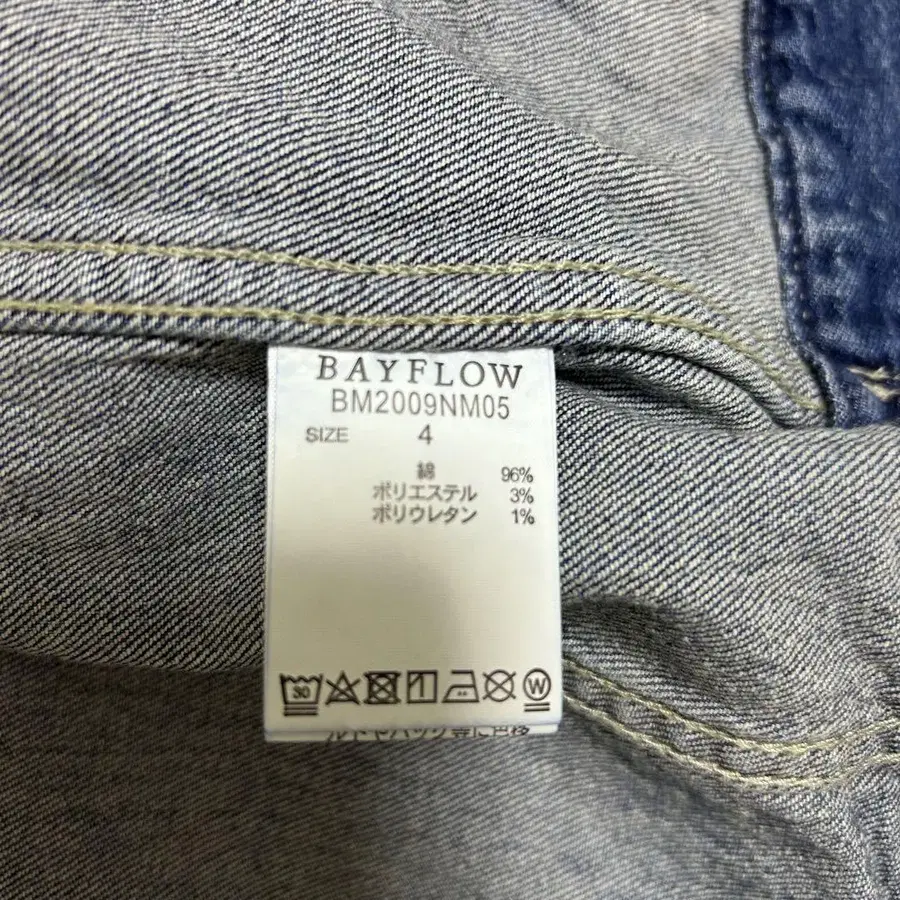 BAYFLOW
BM2009NM05
SIZE 4
綿 96%
ポリエステル 3%
ポリウレタン 1%
30 W